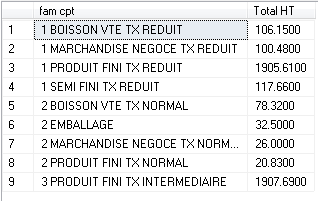 fam cpt Total HT
1 1 BOISSON VTE TX REDUIT 106.1500
2 1 MARCHANDISE NEGOCE TX REDUIT 100.4800
3 1 PRODUIT FINI TX REDUIT 1905.6100
4 1 SEMI FINI TX REDUIT 117.6600
5 2 BOISSON VTE TX NORMAL 78.3200
6 2 EMBALLAGE 32.5000
7 2 MARCHANDISE NEGOCE TX NORM... 26.0000
8 2 PRODUIT FINI TX NORMAL 20.8300
9 3 PRODUIT FINI TX INTERMEDIAIRE 1907.6900